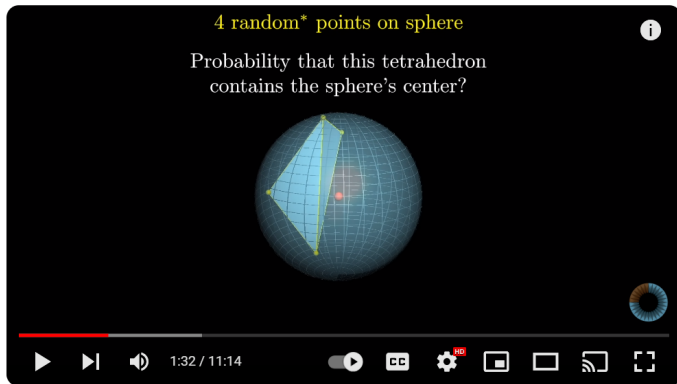 4 random* points on sphere
Probability that this tetrahedron
contains the sphere's center?
1:32 / 11:14
CC
HD